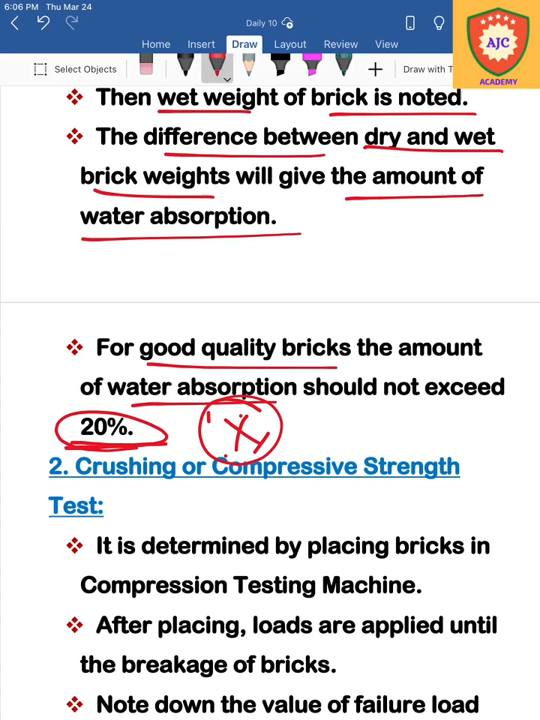 6:06 PM Thu Mar 24
Daily 10
Home Insert Draw Layout Review View
Select Objects
Draw with T
AJC
ACADEMY
❖ Then wet weight of brick is noted.
❖ The difference between dry and wet
brick weights will give the amount of
water absorption.
❖ For good quality bricks the amount
of water absorption should not exceed
20%.
2. Crushing or Compressive Strength
Test:
❖ It is determined by placing bricks in
Compression Testing Machine.
❖ After placing, loads are applied until
the breakage of bricks.
❖ Note down the value of failure load